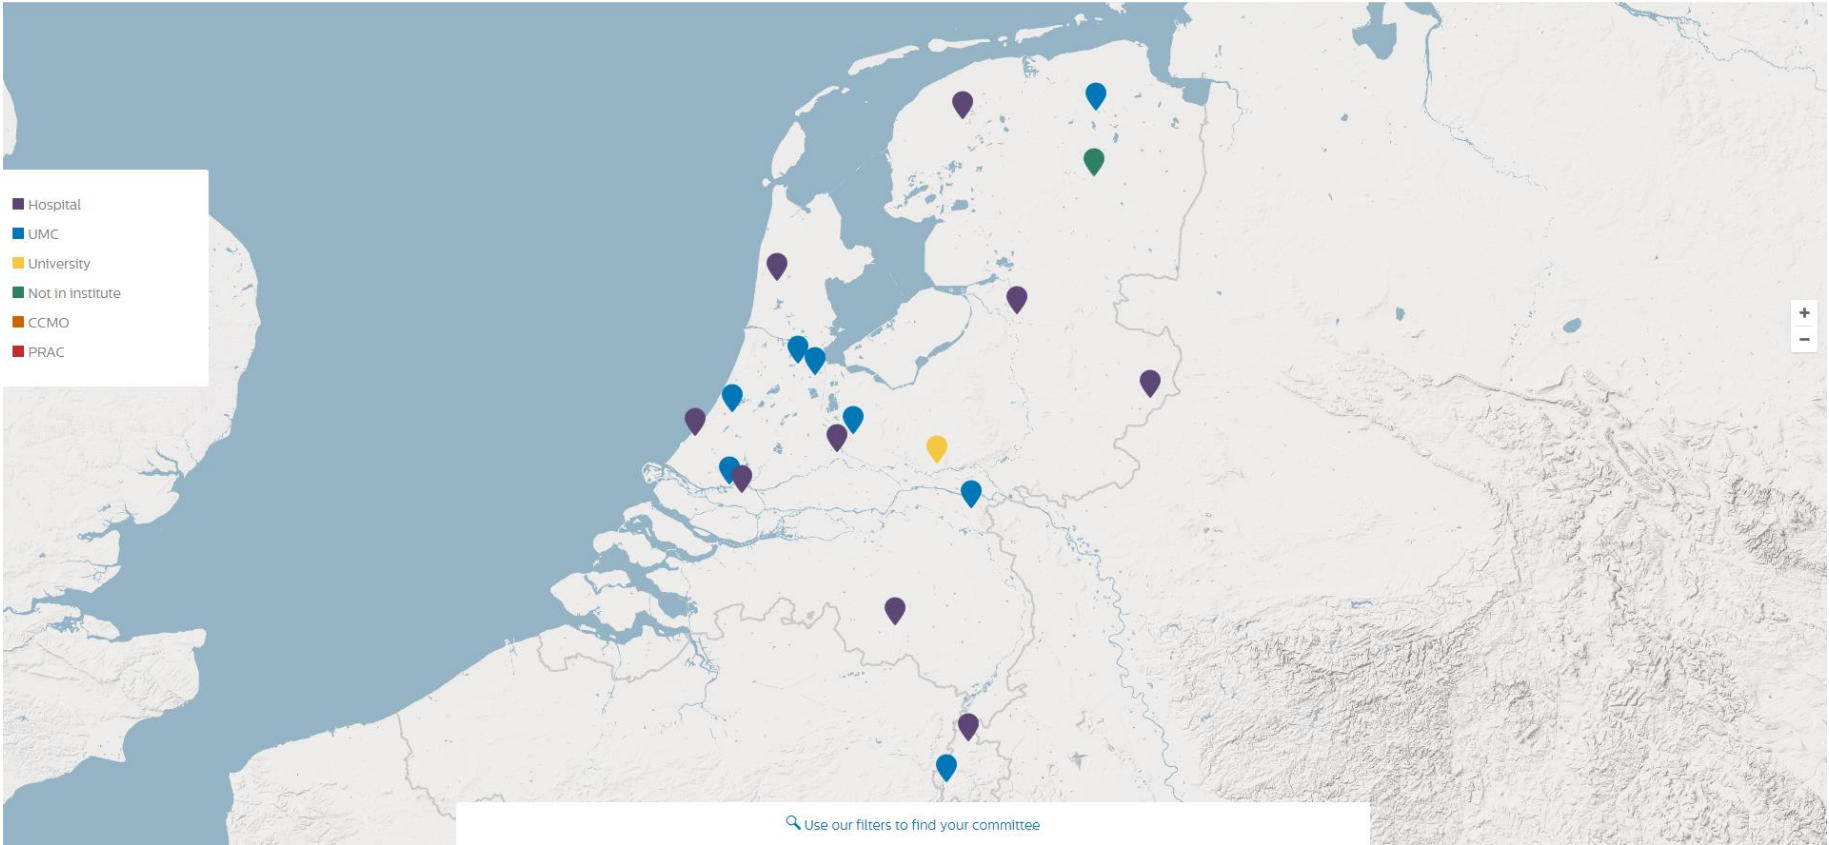 Hospital
UMC
University
Not in institute
CCMO
PRAC
+
−
Use our filters to find your committee